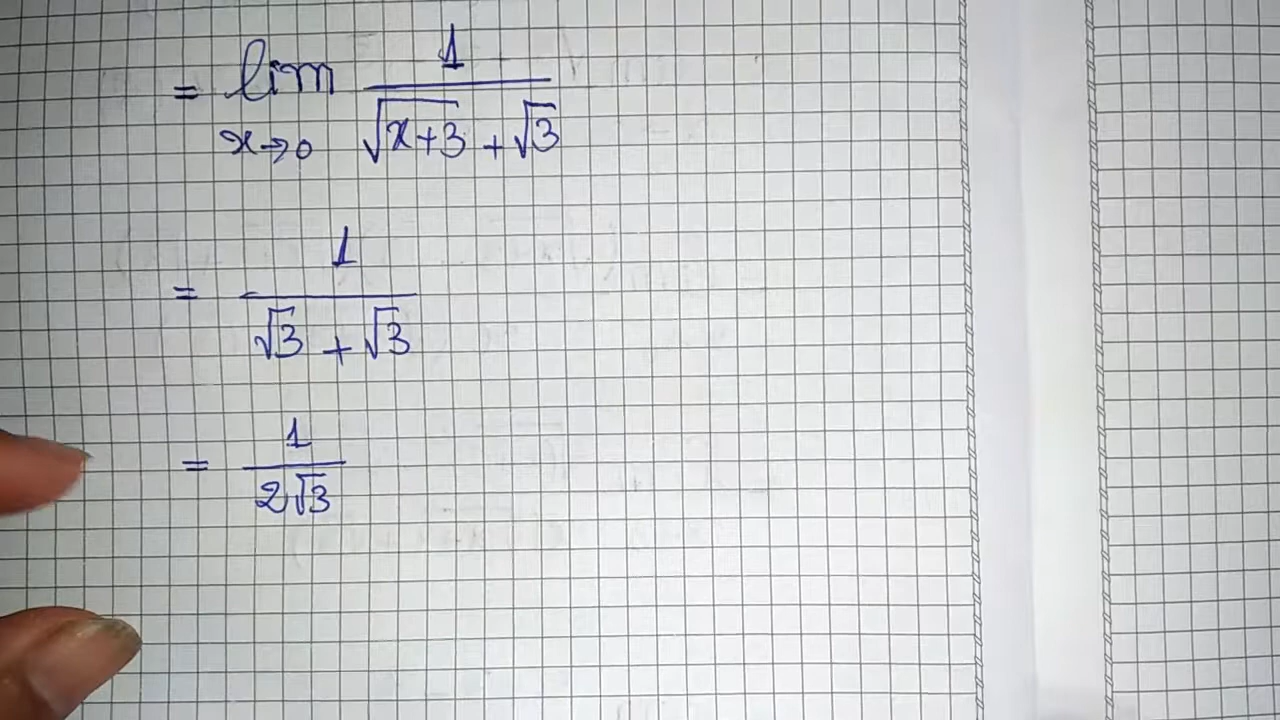 = lim x→0 1/(√(x+3) + √3)
= 1/(√3 + √3)
= 1/(2√3)